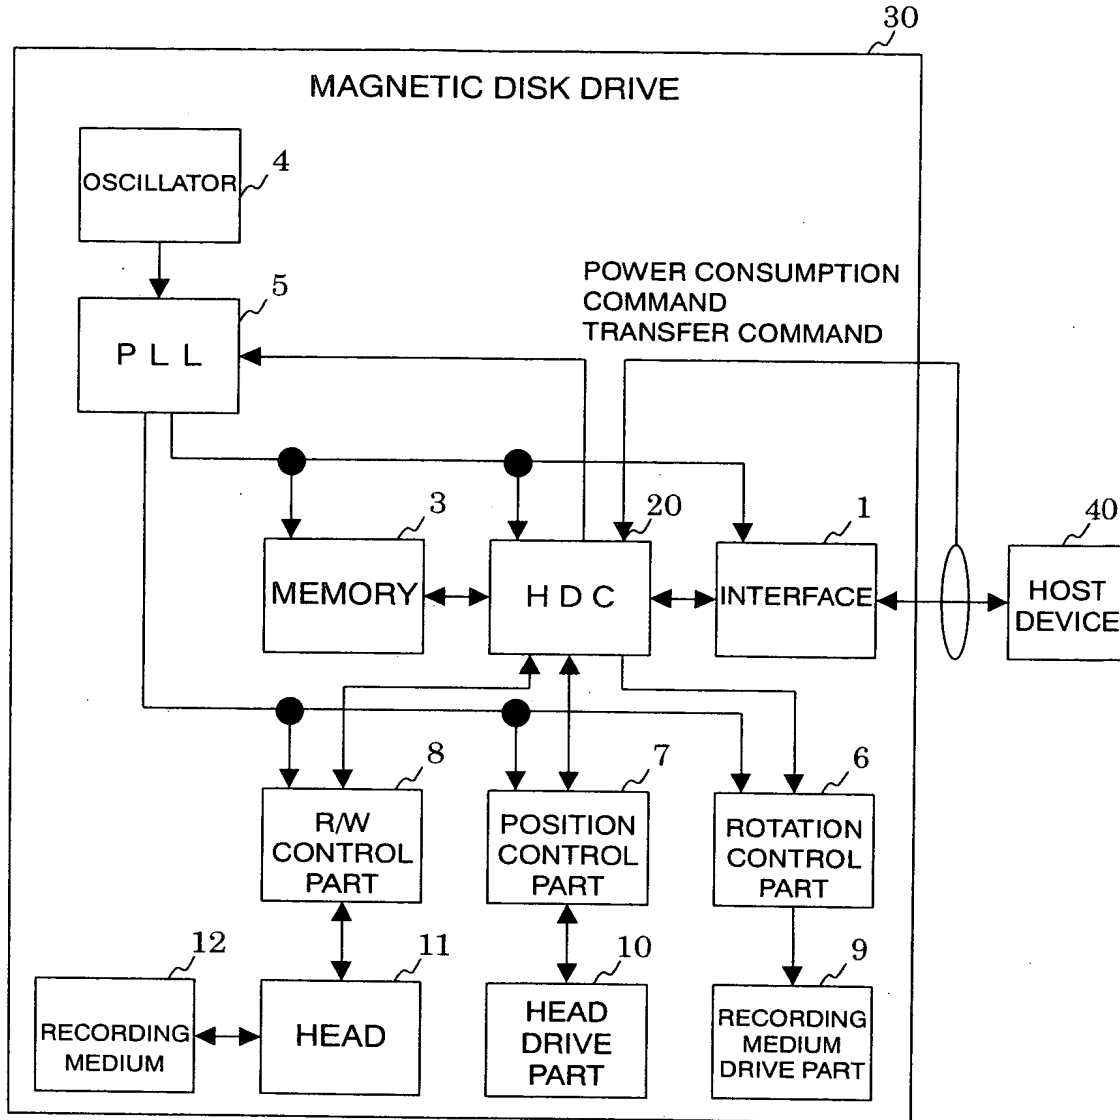 30
MAGNETIC DISK DRIVE
4
OSCILLATOR
5
PLL
POWER CONSUMPTION
COMMAND
TRANSFER COMMAND
3
MEMORY
20
HDC
1
INTERFACE
40
HOST
DEVICE
8
R/W
CONTROL
PART
7
POSITION
CONTROL
PART
6
ROTATION
CONTROL
PART
12
RECORDING
MEDIUM
11
HEAD
10
HEAD
DRIVE
PART
9
RECORDING
MEDIUM
DRIVE PART